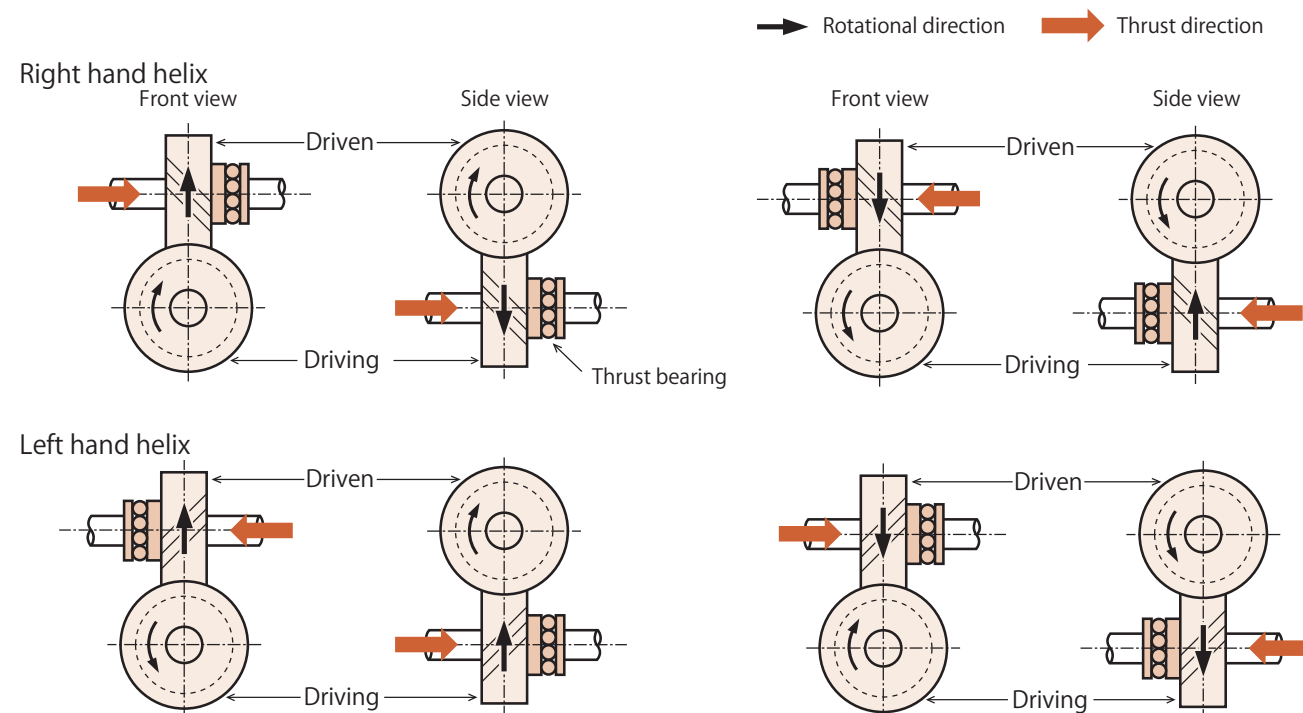 Rotational direction
Thrust direction
Right hand helix
Front view
Side view
Front view
Side view
Driven
Driven
Driving
Driving
Thrust bearing
Left hand helix
Driven
Driven
Driving
Driving